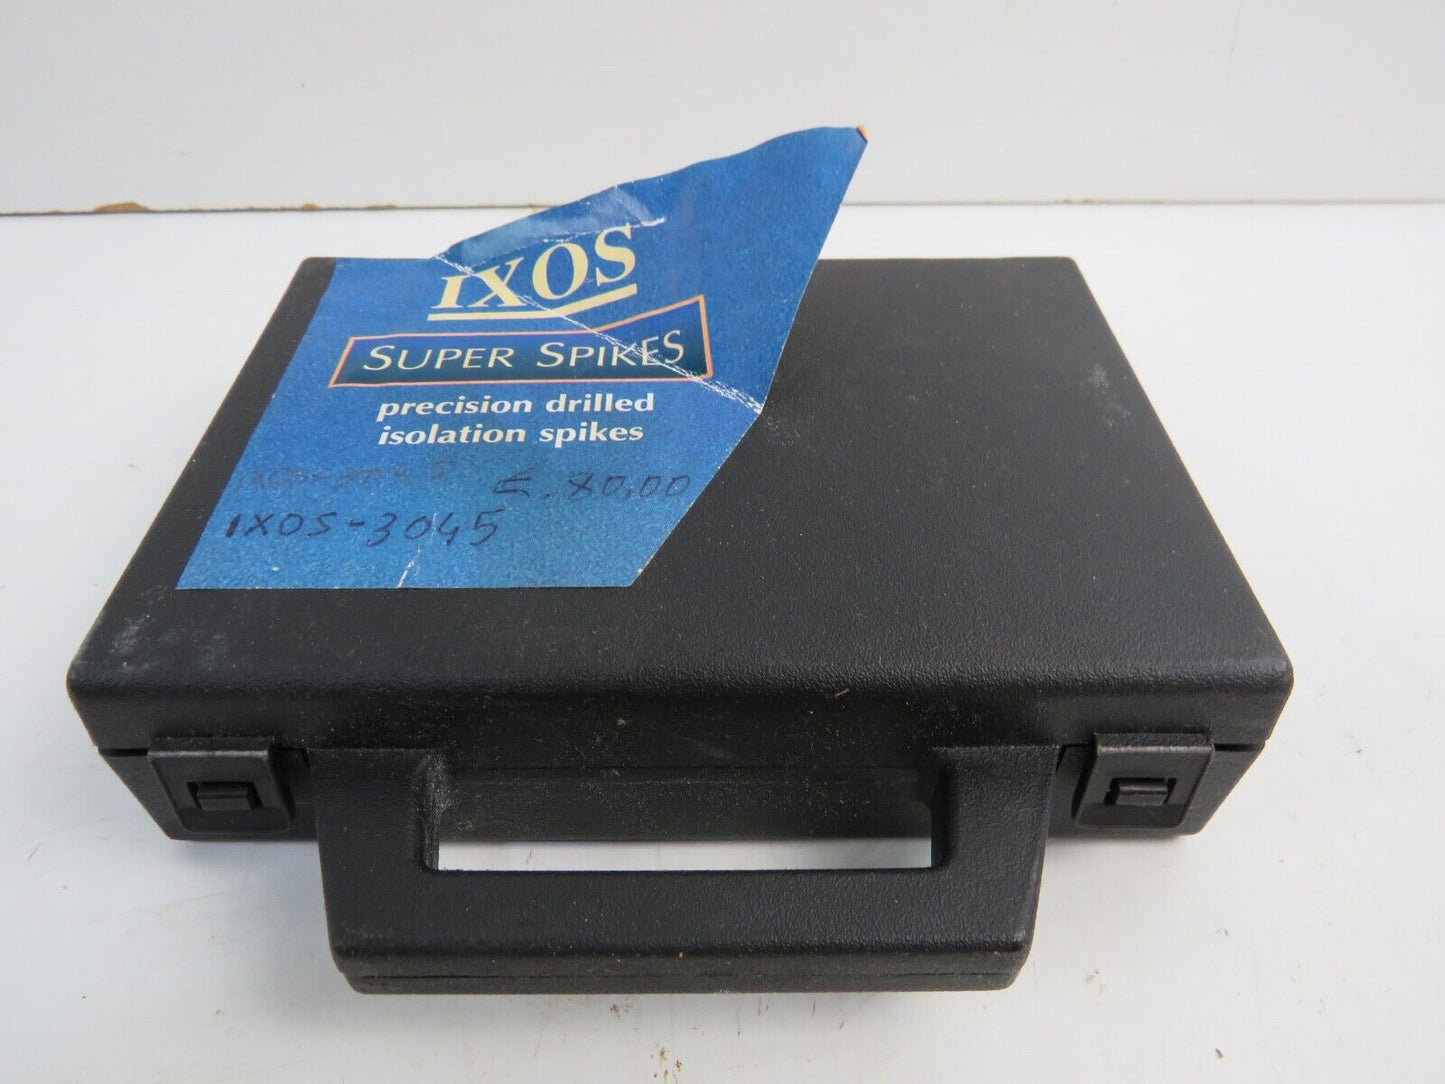 IXOS
SUPER SPIKES
precision drilled
isolation spikes
€. 80,00
IXOS-3045